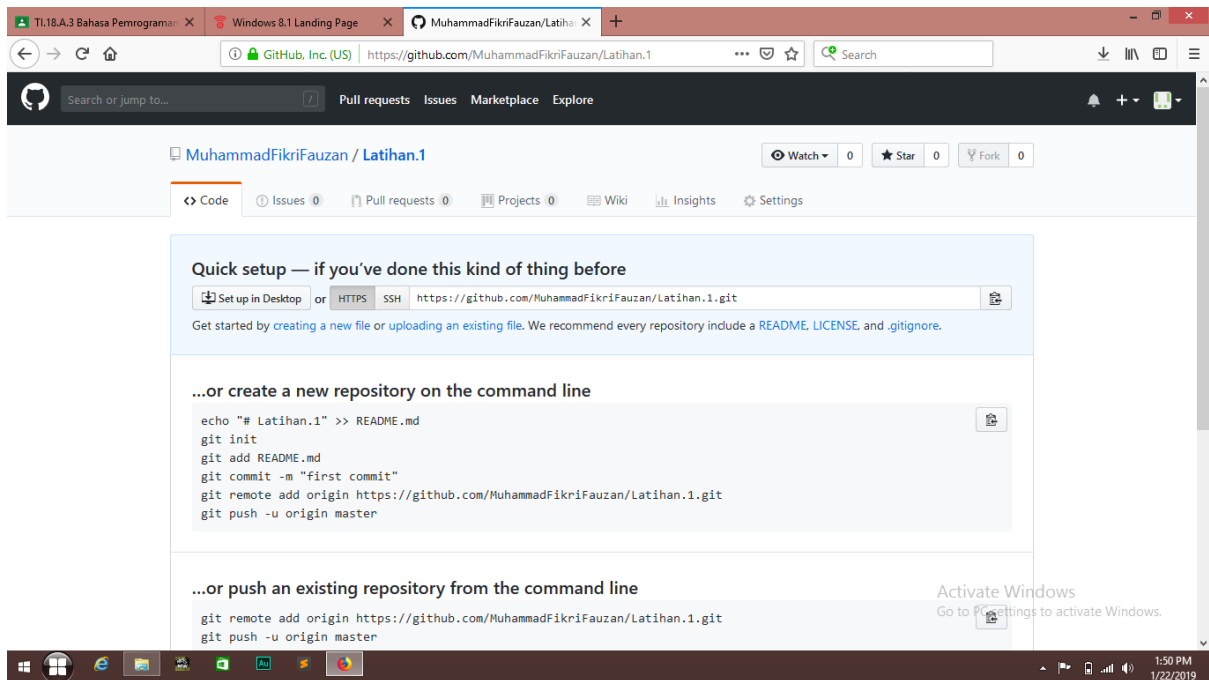 TI.18.A.3 Bahasa Pemrograman
Windows 8.1 Landing Page
MuhammadFikriFauzan/Latiha
GitHub, Inc. (US) https://github.com/MuhammadFikriFauzan/Latihan.1
Search
Search or jump to... /
Pull requests Issues Marketplace Explore
MuhammadFikriFauzan / Latihan.1
Watch 0 Star 0 Fork 0
Code Issues 0 Pull requests 0 Projects 0 Wiki Insights Settings
Quick setup — if you've done this kind of thing before
Set up in Desktop or HTTPS SSH https://github.com/MuhammadFikriFauzan/Latihan.1.git
Get started by creating a new file or uploading an existing file. We recommend every repository include a README, LICENSE, and .gitignore.
…or create a new repository on the command line
echo "# Latihan.1" >> README.md
git init
git add README.md
git commit -m "first commit"
git remote add origin https://github.com/MuhammadFikriFauzan/Latihan.1.git
git push -u origin master
…or push an existing repository from the command line
git remote add origin https://github.com/MuhammadFikriFauzan/Latihan.1.git
git push -u origin master
Activate Windows
Go to PC settings to activate Windows.
Au
1:50 PM
1/22/2019